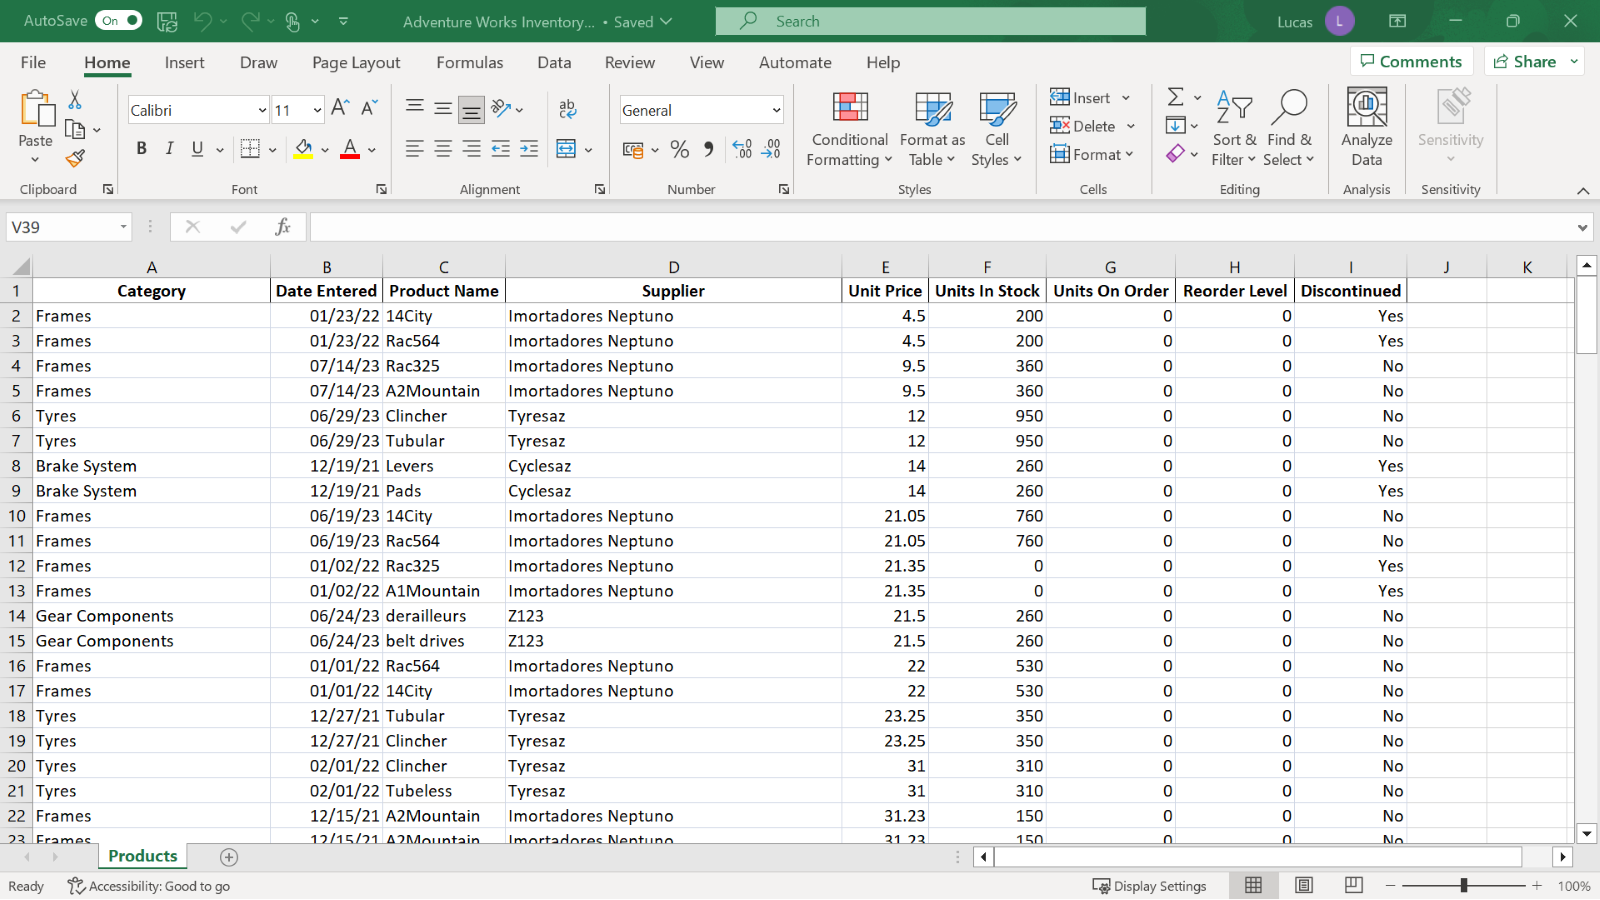 AutoSave On Adventure Works Inventory... • Saved Search Lucas L
File Home Insert Draw Page Layout Formulas Data Review View Automate Help Comments Share
Paste Calibri 11 General Conditional Formatting Format as Table Cell Styles Insert Delete Format Sort & Filter Find & Select Analyze Data Sensitivity
Clipboard Font Alignment Number Styles Cells Editing Analysis Sensitivity
V39 fx
A B C D E F G H I J K
1 Category Date Entered Product Name Supplier Unit Price Units In Stock Units On Order Reorder Level Discontinued
2 Frames 01/23/22 14City Imortadores Neptuno 4.5 200 0 0 Yes
3 Frames 01/23/22 Rac564 Imortadores Neptuno 4.5 200 0 0 Yes
4 Frames 07/14/23 Rac325 Imortadores Neptuno 9.5 360 0 0 No
5 Frames 07/14/23 A2Mountain Imortadores Neptuno 9.5 360 0 0 No
6 Tyres 06/29/23 Clincher Tyresaz 12 950 0 0 No
7 Tyres 06/29/23 Tubular Tyresaz 12 950 0 0 No
8 Brake System 12/19/21 Levers Cyclesaz 14 260 0 0 Yes
9 Brake System 12/19/21 Pads Cyclesaz 14 260 0 0 Yes
10 Frames 06/19/23 14City Imortadores Neptuno 21.05 760 0 0 No
11 Frames 06/19/23 Rac564 Imortadores Neptuno 21.05 760 0 0 No
12 Frames 01/02/22 Rac325 Imortadores Neptuno 21.35 0 0 0 Yes
13 Frames 01/02/22 A1Mountain Imortadores Neptuno 21.35 0 0 0 Yes
14 Gear Components 06/24/23 derailleurs Z123 21.5 260 0 0 No
15 Gear Components 06/24/23 belt drives Z123 21.5 260 0 0 No
16 Frames 01/01/22 Rac564 Imortadores Neptuno 22 530 0 0 No
17 Frames 01/01/22 14City Imortadores Neptuno 22 530 0 0 No
18 Tyres 12/27/21 Tubular Tyresaz 23.25 350 0 0 No
19 Tyres 12/27/21 Clincher Tyresaz 23.25 350 0 0 No
20 Tyres 02/01/22 Clincher Tyresaz 31 310 0 0 No
21 Tyres 02/01/22 Tubeless Tyresaz 31 310 0 0 No
22 Frames 12/15/21 A2Mountain Imortadores Neptuno 31.23 150 0 0 No
23 Frames 12/15/21 A2Mountain Imortadores Neptuno 31.23 150 0 0 No
Products
Ready Accessibility: Good to go Display Settings 100%